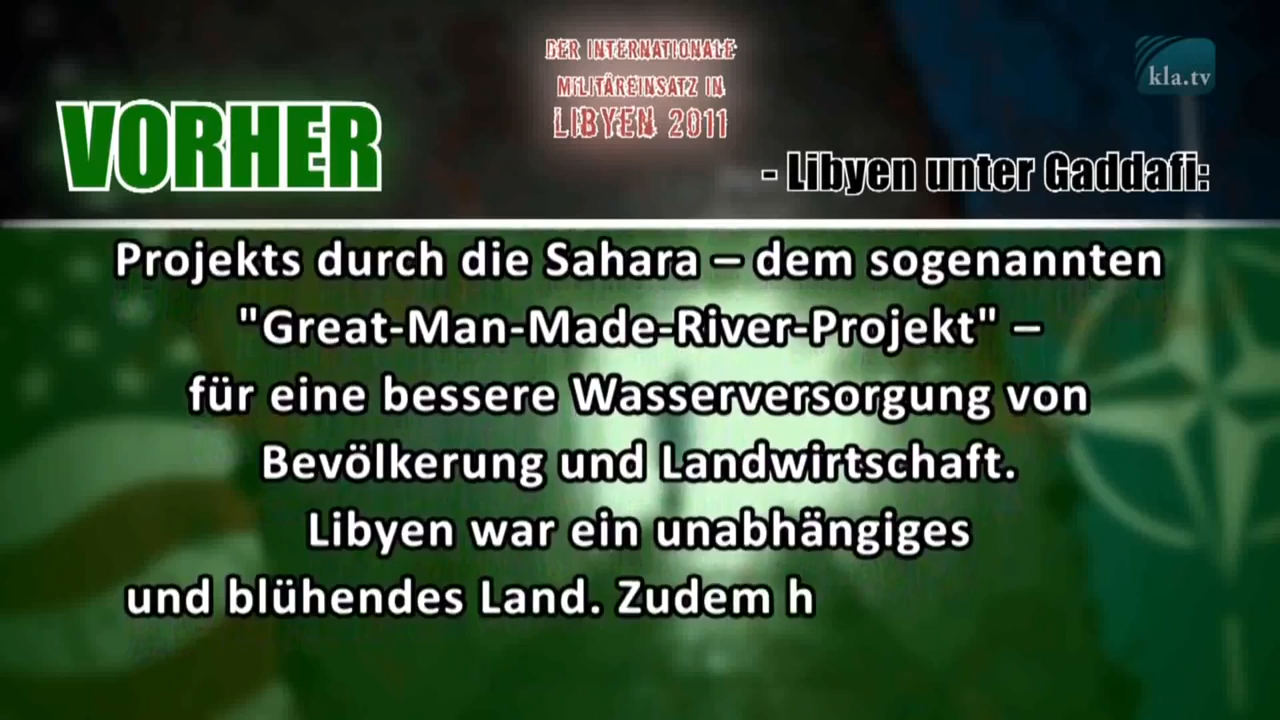 DER INTERNATIONALE
MILITÄREINSATZ IN
LIBYEN 2011
kla.tv
VORHER
- Libyen unter Gaddafi:
Projekts durch die Sahara – dem sogenannten
"Great-Man-Made-River-Projekt" –
für eine bessere Wasserversorgung von
Bevölkerung und Landwirtschaft.
Libyen war ein unabhängiges
und blühendes Land. Zudem h